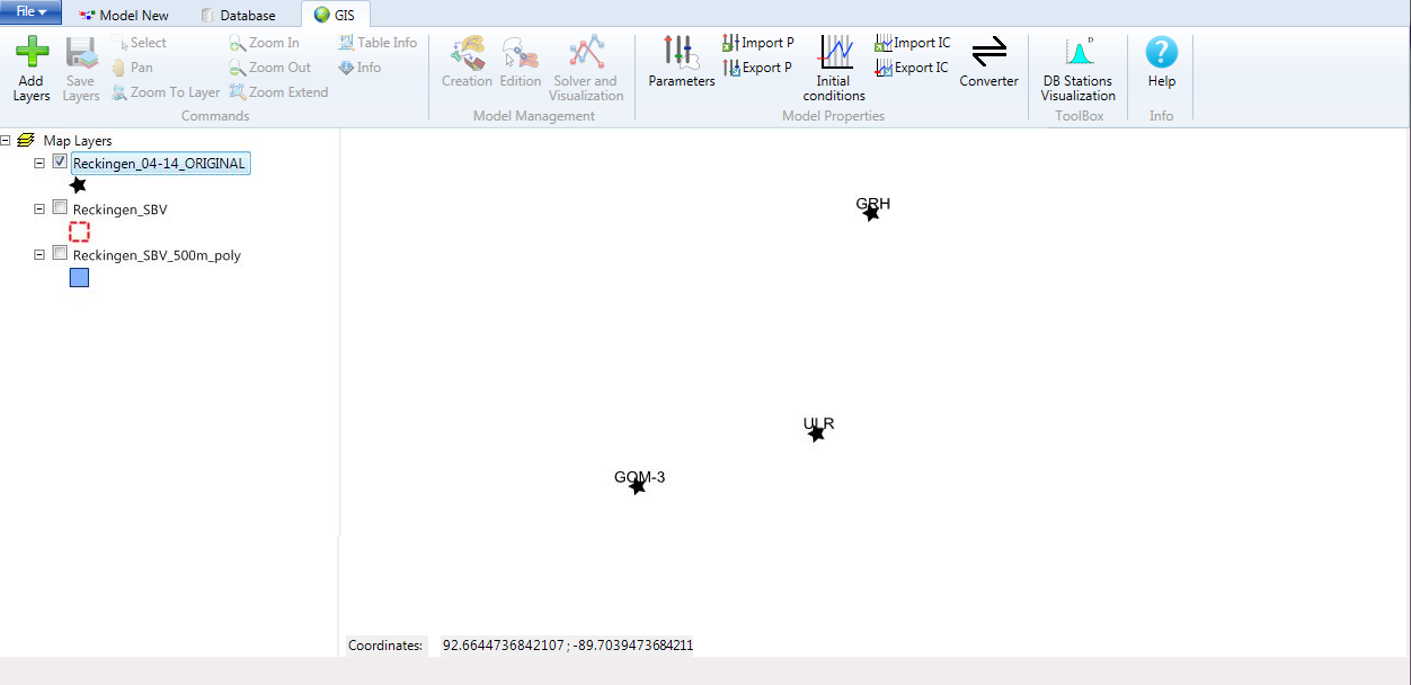 File Model New Database GIS
Select Zoom In Table Info Import P Import IC D
Pan Zoom Out Info Export P Export IC
Add Layers Save Layers Zoom To Layer Zoom Extend Creation Edition Solver and Visualization Parameters Initial conditions Converter DB Stations Visualization ? Help
Commands Model Management Model Properties ToolBox Info
Map Layers
Reckingen_04-14_ORIGINAL
Reckingen_SBV
Reckingen_SBV_500m_poly
GRH
ULR
GOM-3
Coordinates: 92.6644736842107 ; -89.7039473684211